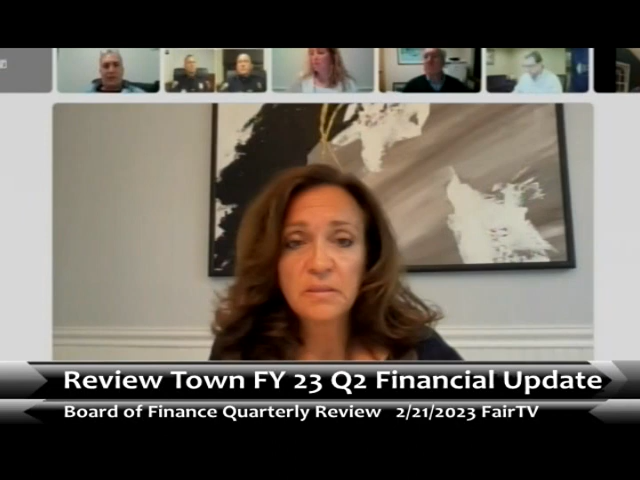 Review Town FY 23 Q2 Financial Update
Board of Finance Quarterly Review 2/21/2023 FairTV